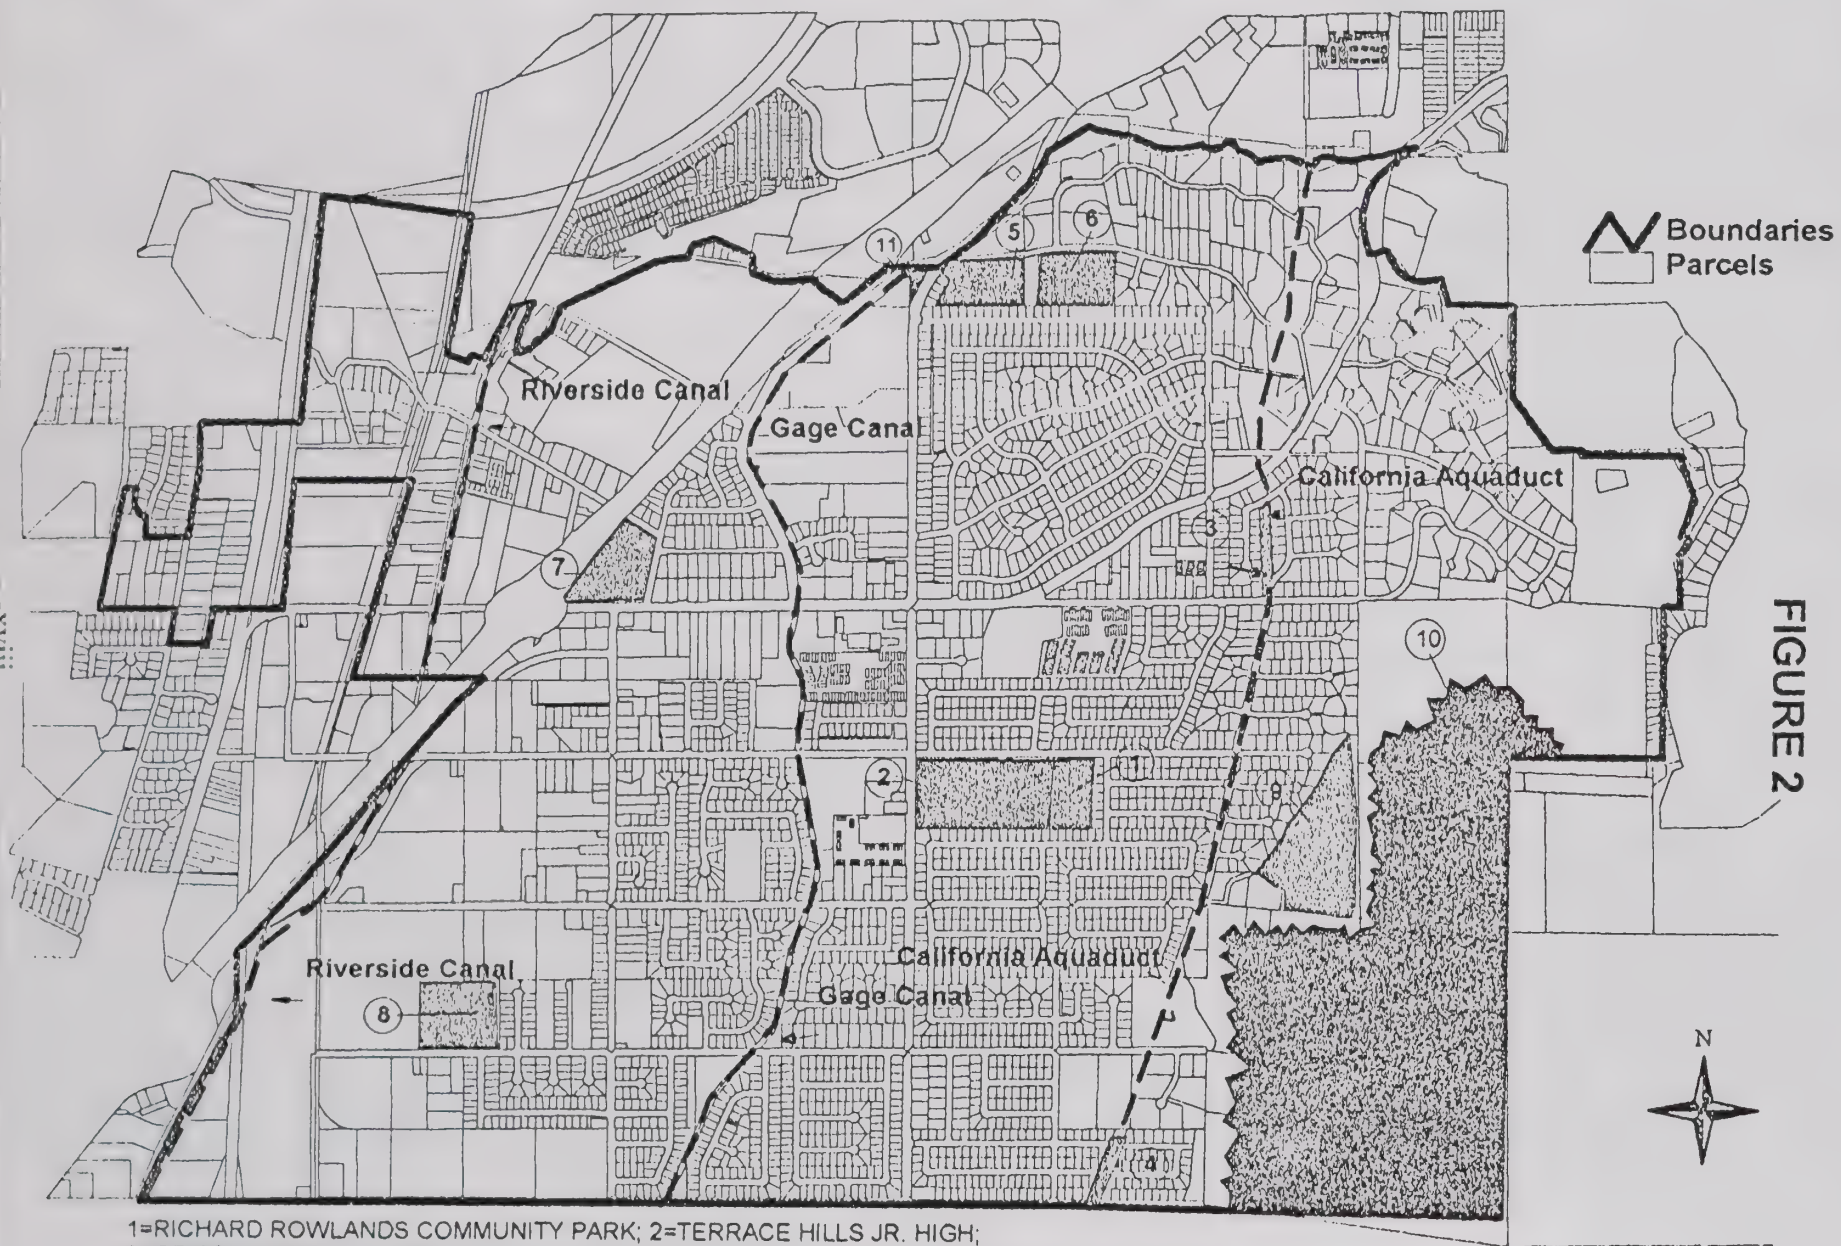 11
5
6
Boundaries
Parcels
Riverside Canal
Gage Canal
California Aquaduct
3
7
10
FIGURE 2
2
1
9
California Aquaduct
Riverside Canal
Gage Canal
8
N
4
1=RICHARD ROWLANDS COMMUNITY PARK; 2=TERRACE HILLS JR. HIGH;